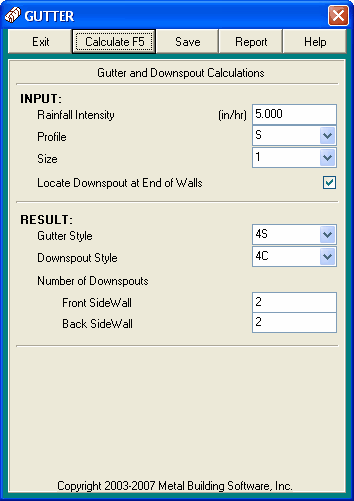 GUTTER
Exit Calculate F5 Save Report Help
Gutter and Downspout Calculations
INPUT:
Rainfall Intensity (in/hr) 5.000
Profile S
Size 1
Locate Downspout at End of Walls
RESULT:
Gutter Style 4S
Downspout Style 4C
Number of Downspouts
Front SideWall 2
Back SideWall 2
Copyright 2003-2007 Metal Building Software, Inc.